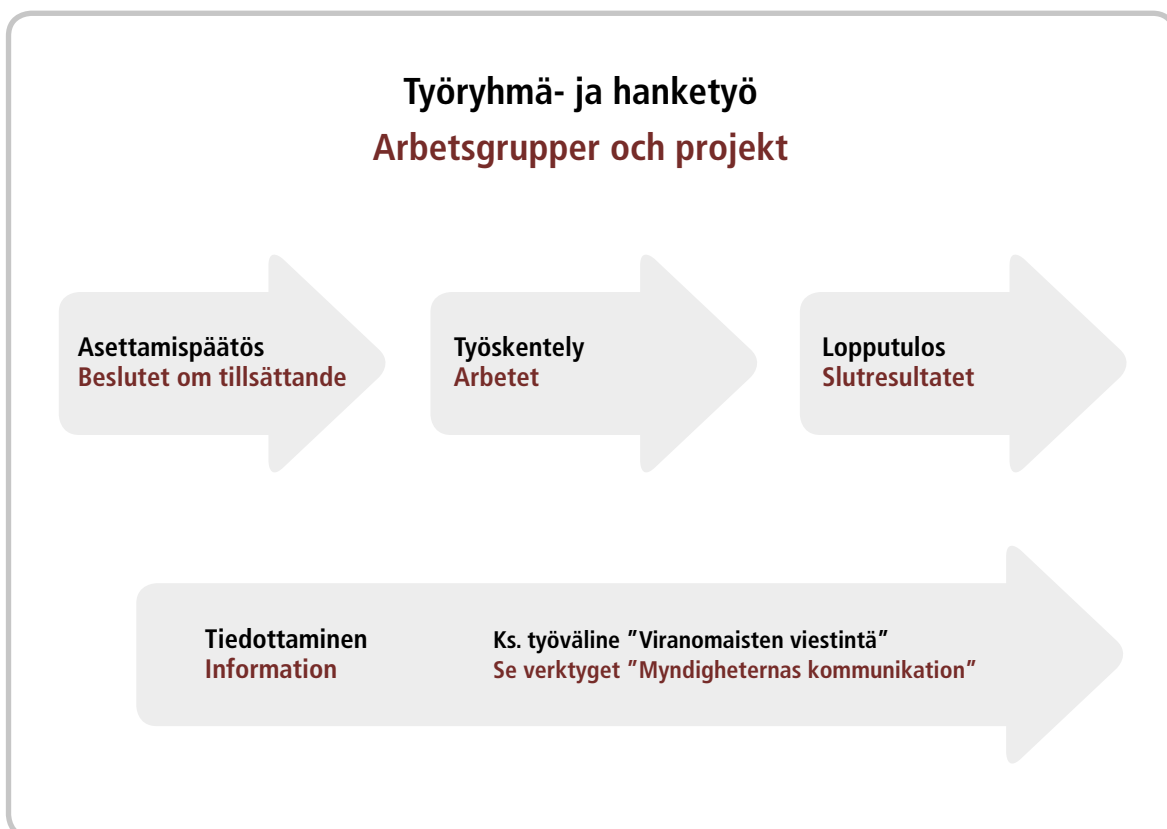 Työryhmä- ja hanketyö
Arbetsgrupper och projekt
Asettamispäätös
Beslutet om tillsättande
Työskentely
Arbetet
Lopputulos
Slutresultatet
Tiedottaminen
Information
Ks. työväline ”Viranomaisten viestintä”
Se verktyget ”Myndigheternas kommunikation”